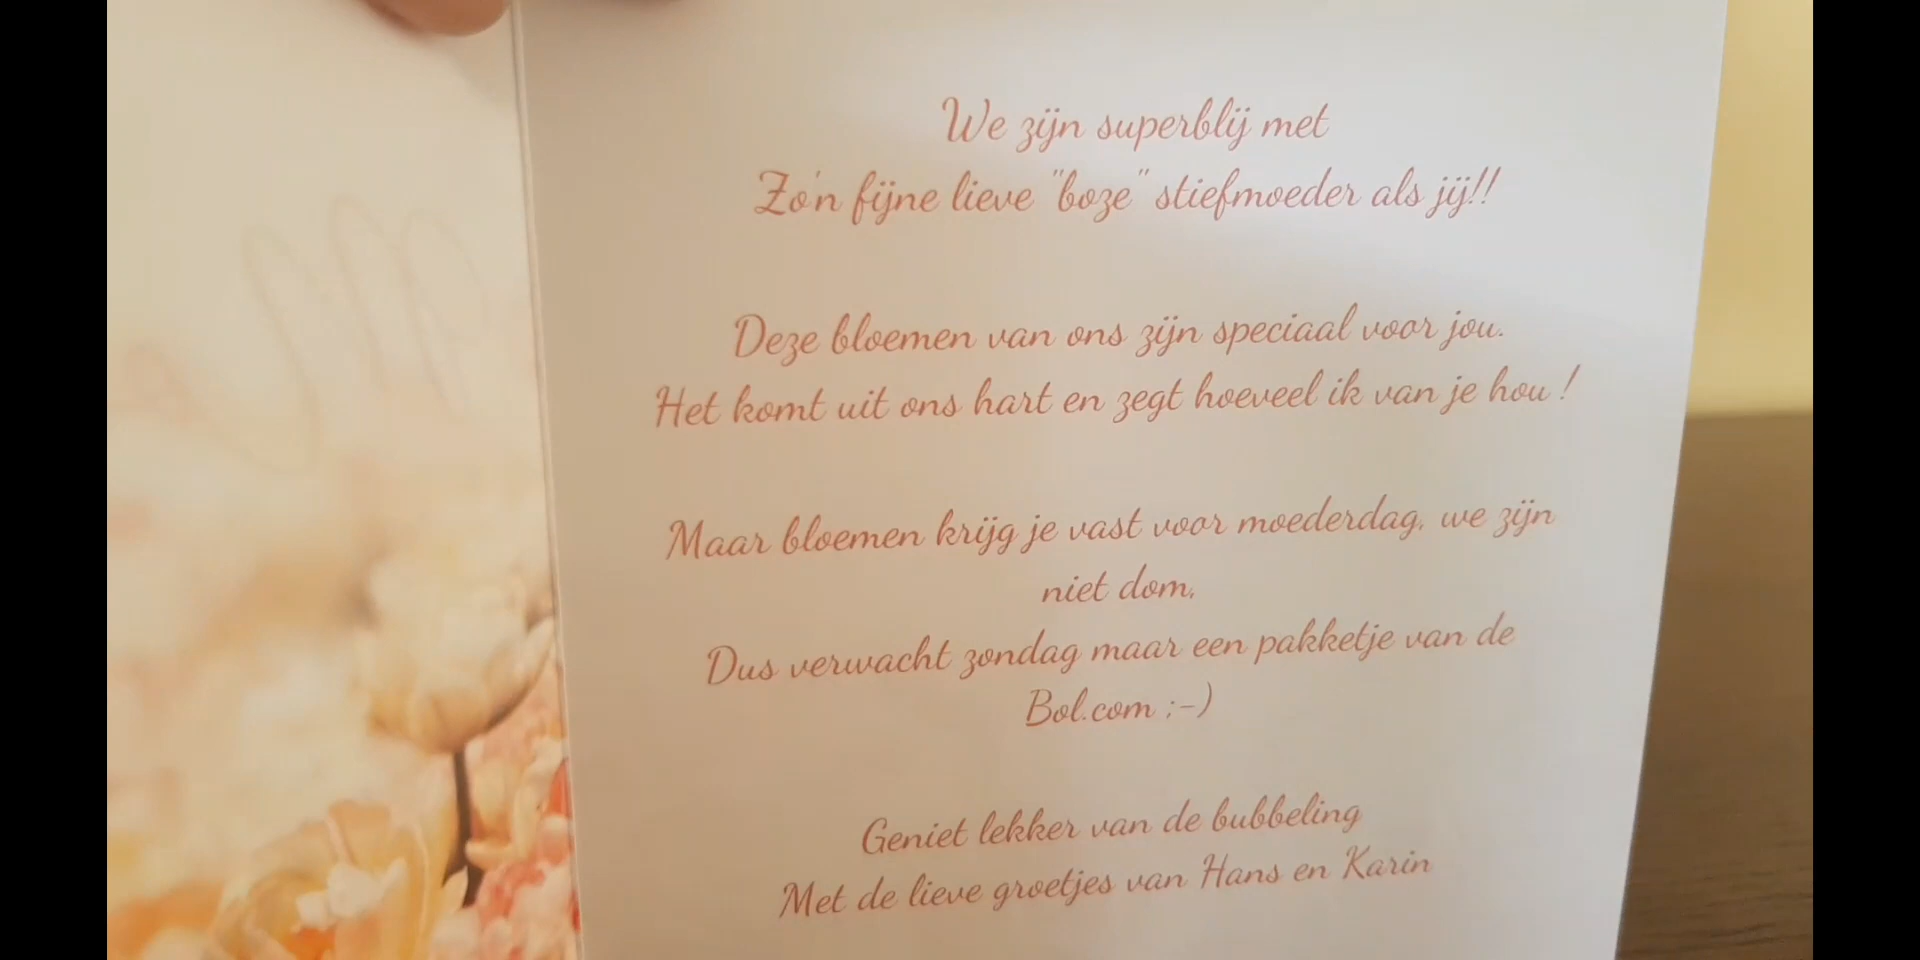 We zijn superblij met
Zo'n fijne lieve "boze" stiefmoeder als jij!!
Deze bloemen van ons zijn speciaal voor jou.
Het komt uit ons hart en zegt hoeveel ik van je hou !
Maar bloemen krijg je vast voor moederdag, we zijn
niet dom,
Dus verwacht zondag maar een pakketje van de
Bol.com :-)
Geniet lekker van de bubbeling
Met de lieve groetjes van Hans en Karin